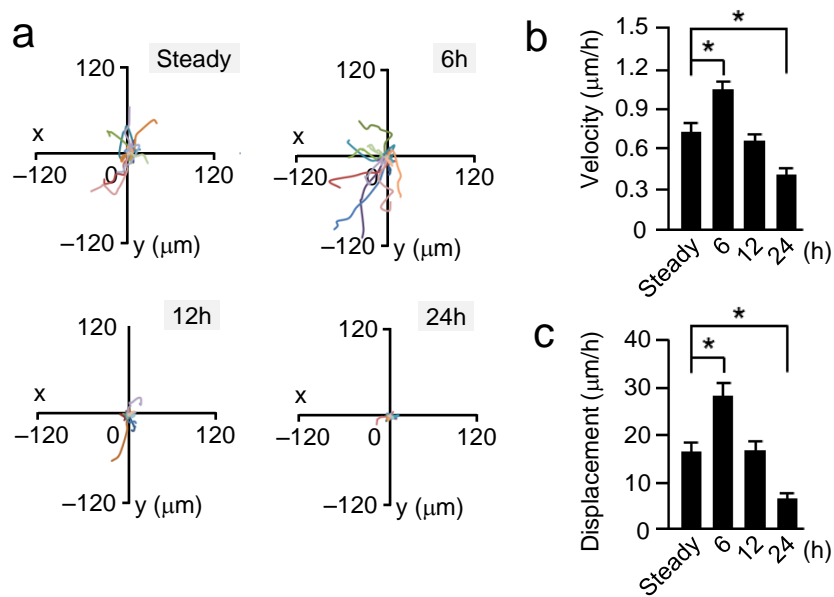 a
Steady
120
x
–120
0
120
–120
y (μm)
6h
120
x
–120
0
120
–120
y (μm)
12h
120
x
–120
0
120
–120
y (μm)
24h
120
x
–120
0
120
–120
y (μm)
b
Velocity (μm/h)
1.5
1.2
0.9
0.6
0.3
0
*
*
Steady
6
12
24
(h)
c
Displacement (μm/h)
40
30
20
10
0
*
*
Steady
6
12
24
(h)